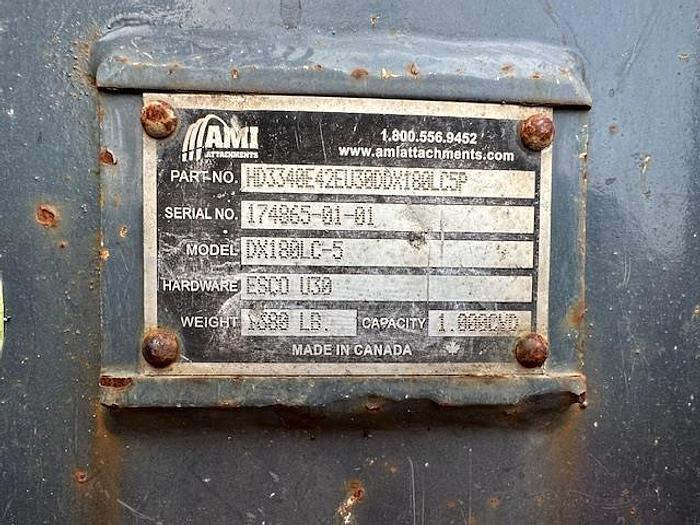 AMI
ATTACHMENTS
1.800.556.9452
www.amiattachments.com
PART NO. HD3340E42EU30DDX180LC5P
SERIAL NO. 174865-01-01
MODEL DX180LC-5
HARDWARE ESCO U30
WEIGHT 1380 LB. CAPACITY 1.000CYD
MADE IN CANADA